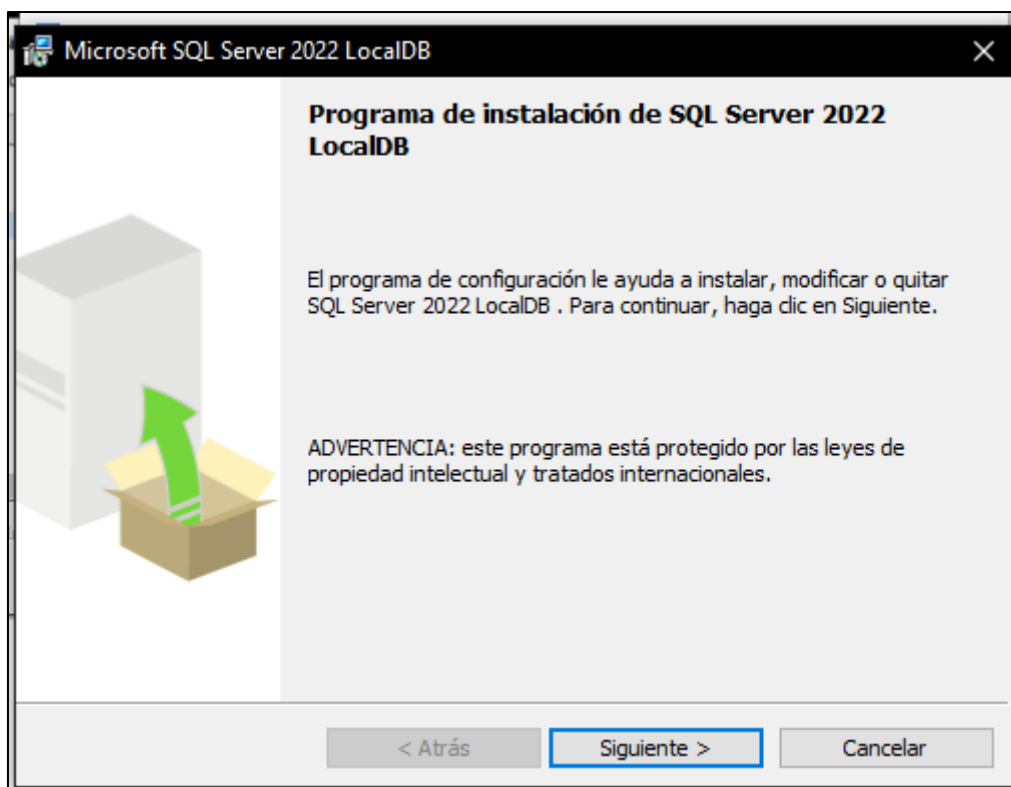 Microsoft SQL Server 2022 LocalDB
Programa de instalación de SQL Server 2022
LocalDB
El programa de configuración le ayuda a instalar, modificar o quitar
SQL Server 2022 LocalDB . Para continuar, haga clic en Siguiente.
ADVERTENCIA: este programa está protegido por las leyes de
propiedad intelectual y tratados internacionales.
< Atrás
Siguiente >
Cancelar